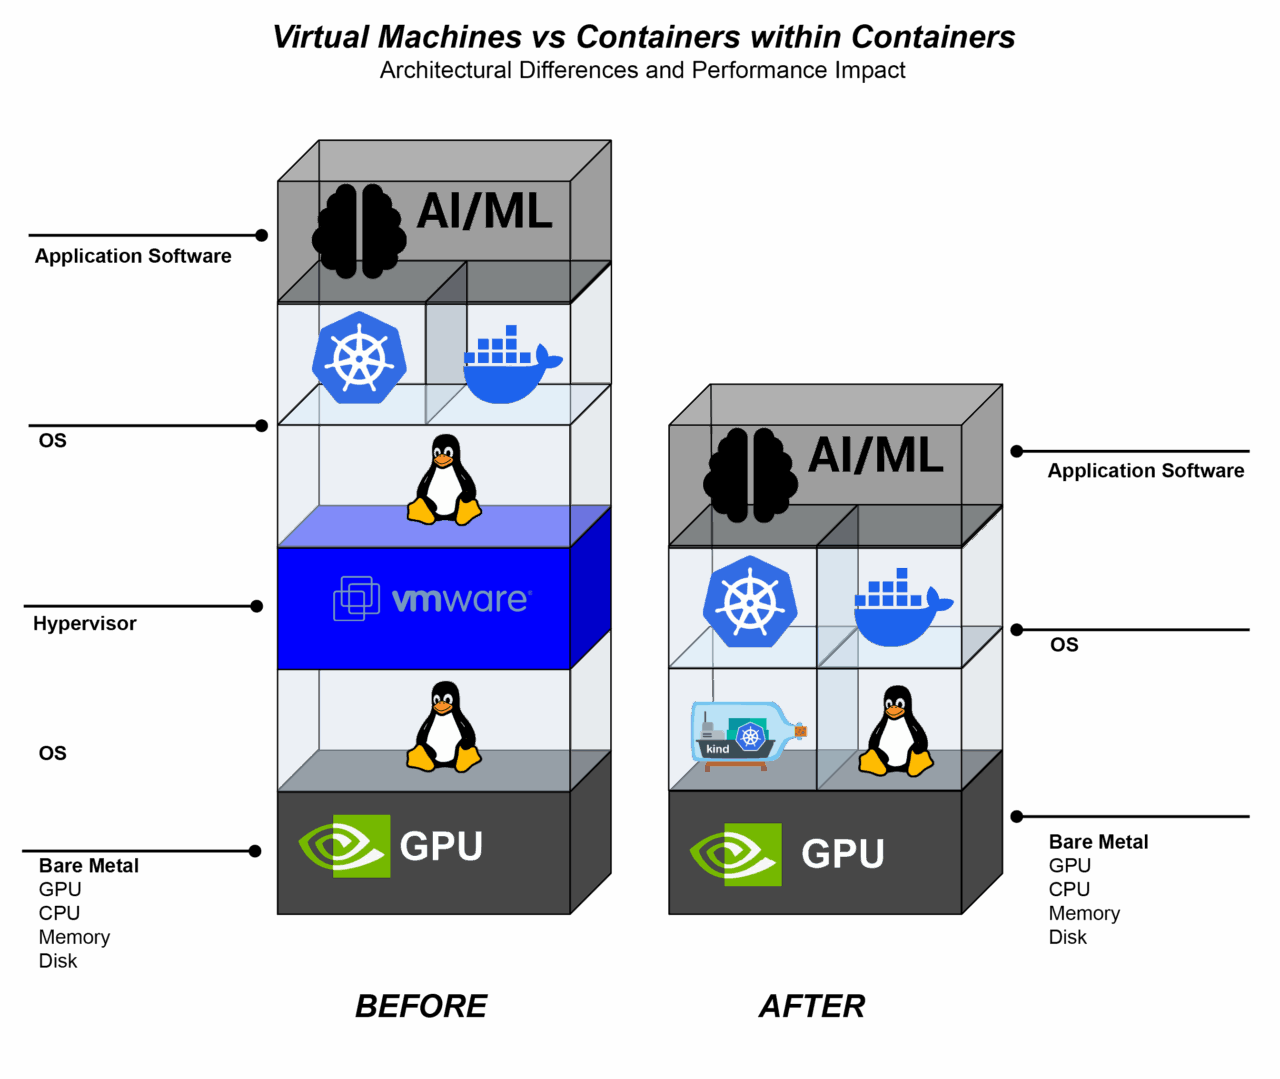 Virtual Machines vs Containers within Containers
Architectural Differences and Performance Impact
AI/ML
Application Software
OS
vmware
Hypervisor
OS
GPU
Bare Metal
GPU
CPU
Memory
Disk
BEFORE
AI/ML
Application Software
OS
kind
GPU
Bare Metal
GPU
CPU
Memory
Disk
AFTER